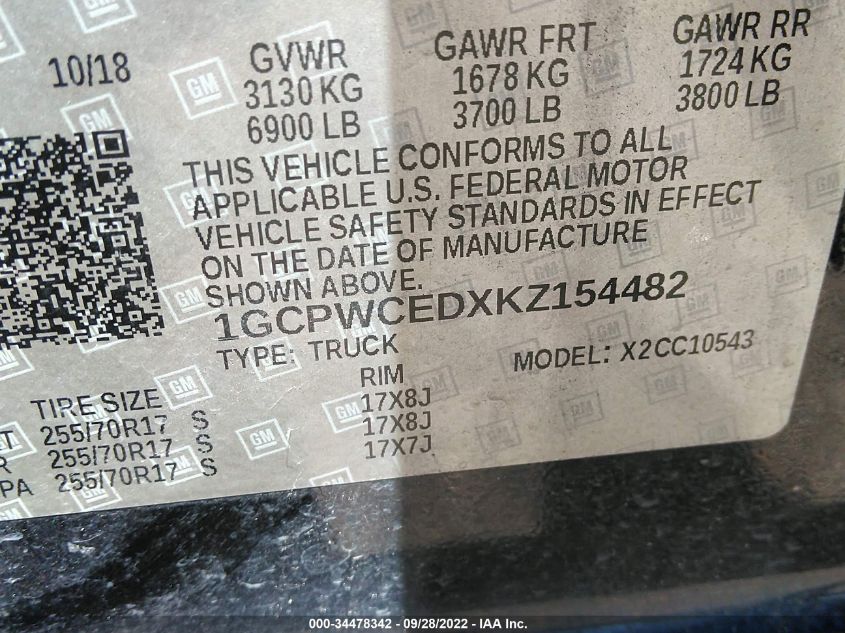 10/18
GVWR
3130 KG
6900 LB
GAWR FRT
1678 KG
3700 LB
GAWR RR
1724 KG
3800 LB
THIS VEHICLE CONFORMS TO ALL
APPLICABLE U.S. FEDERAL MOTOR
VEHICLE SAFETY STANDARDS IN EFFECT
ON THE DATE OF MANUFACTURE
SHOWN ABOVE.
1GCPWCEDXKZ154482
TYPE: TRUCK
MODEL: X2CC10543
TIRE SIZE
RIM
T 255/70R17 S 17X8J
R 255/70R17 S 17X8J
PA 255/70R17 S 17X7J
GM
000-34478342 / 09/28/2022 - IAA Inc.